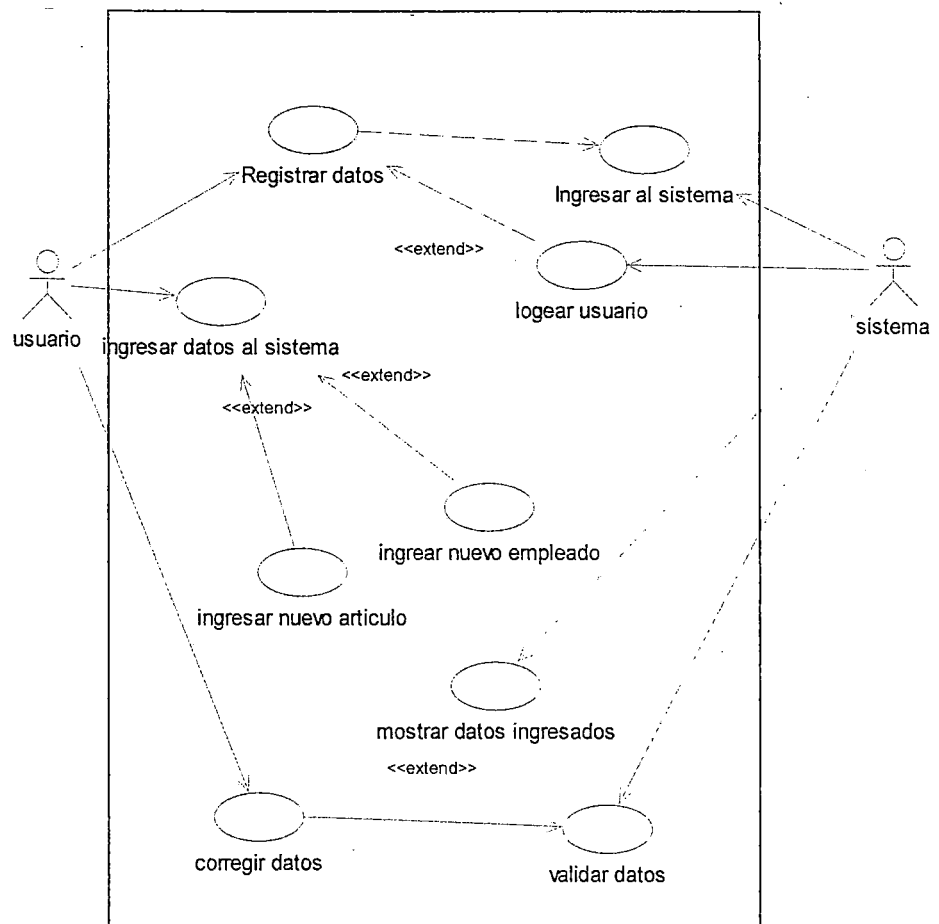 Registrar datos
Ingresar al sistema
<<extend>>
logear usuario
usuario
sistema
ingresar datos al sistema
<<extend>>
<<extend>>
ingrear nuevo empleado
ingresar nuevo articulo
mostrar datos ingresados
<<extend>>
corregir datos
validar datos